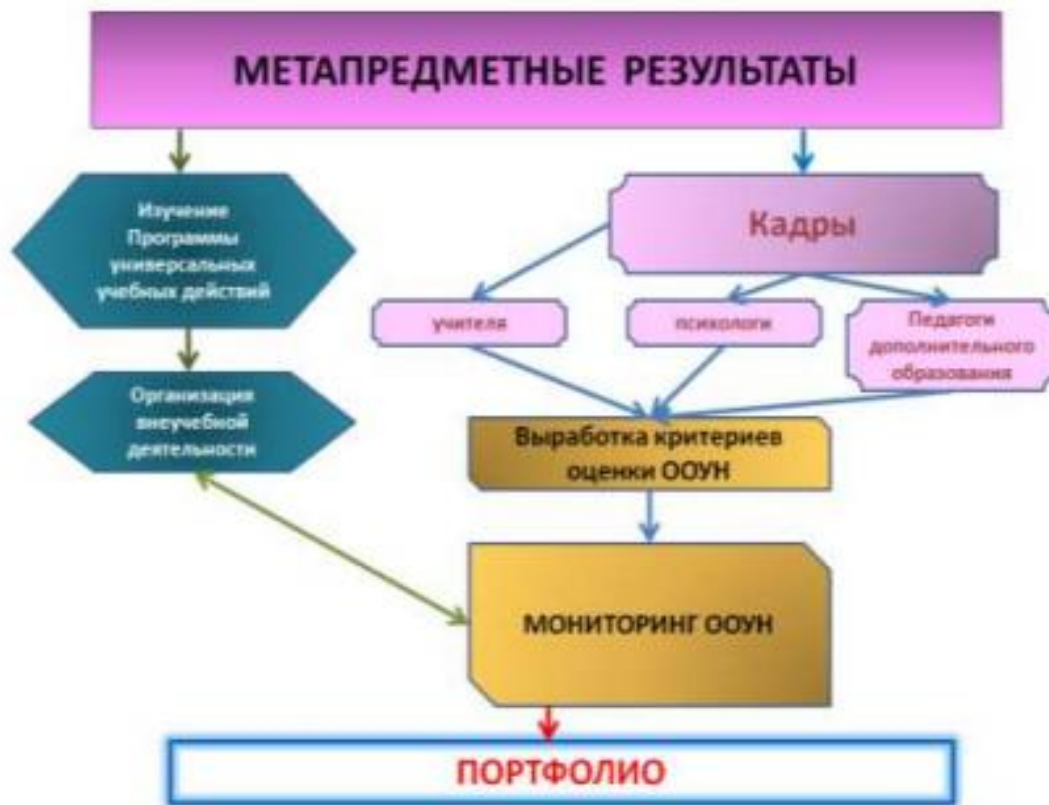 МЕТАПРЕДМЕТНЫЕ РЕЗУЛЬТАТЫ
Изучение
Программы
универсальных
учебных действий
Кадры
учителя
психологи
Педагоги
дополнительного
образования
Организация
внеучебной
деятельности
Выработка критериев
оценки ООУН
МОНИТОРИНГ ООУН
ПОРТФОЛИО